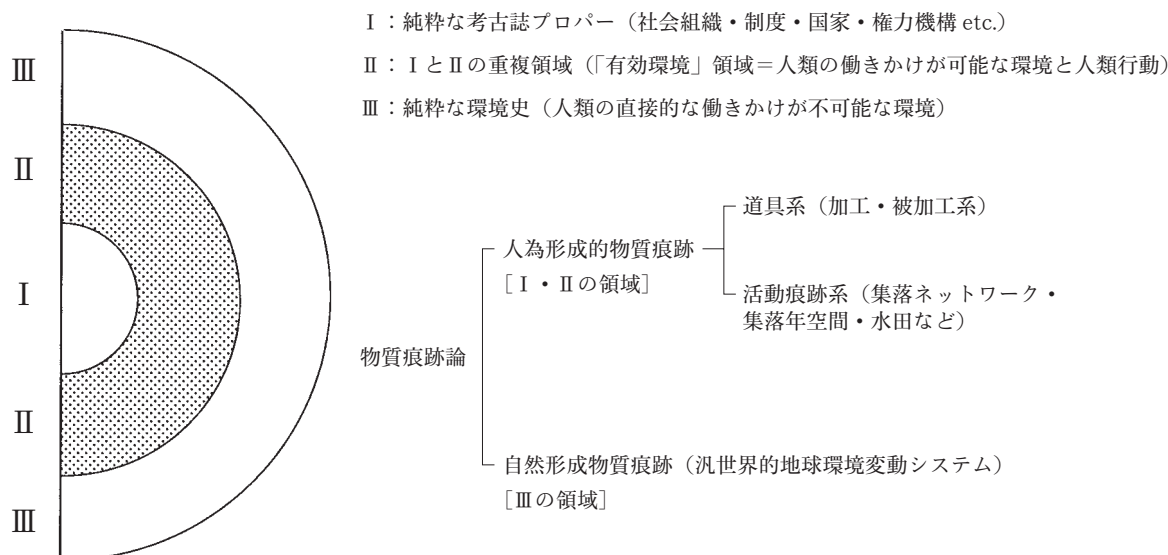 Ⅰ：純粋な考古誌プロパー（社会組織・制度・国家・権力機構 etc.）
Ⅱ：ⅠとⅡの重複領域（「有効環境」領域＝人類の働きかけが可能な環境と人類行動）
Ⅲ：純粋な環境史（人類の直接的な働きかけが不可能な環境）
Ⅲ
Ⅱ
Ⅰ
Ⅱ
Ⅲ
物質痕跡論
人為形成的物質痕跡
［Ⅰ・Ⅱの領域］
道具系（加工・被加工系）
活動痕跡系（集落ネットワーク・
集落年空間・水田など）
自然形成物質痕跡（汎世界的地球環境変動システム）
［Ⅲの領域］